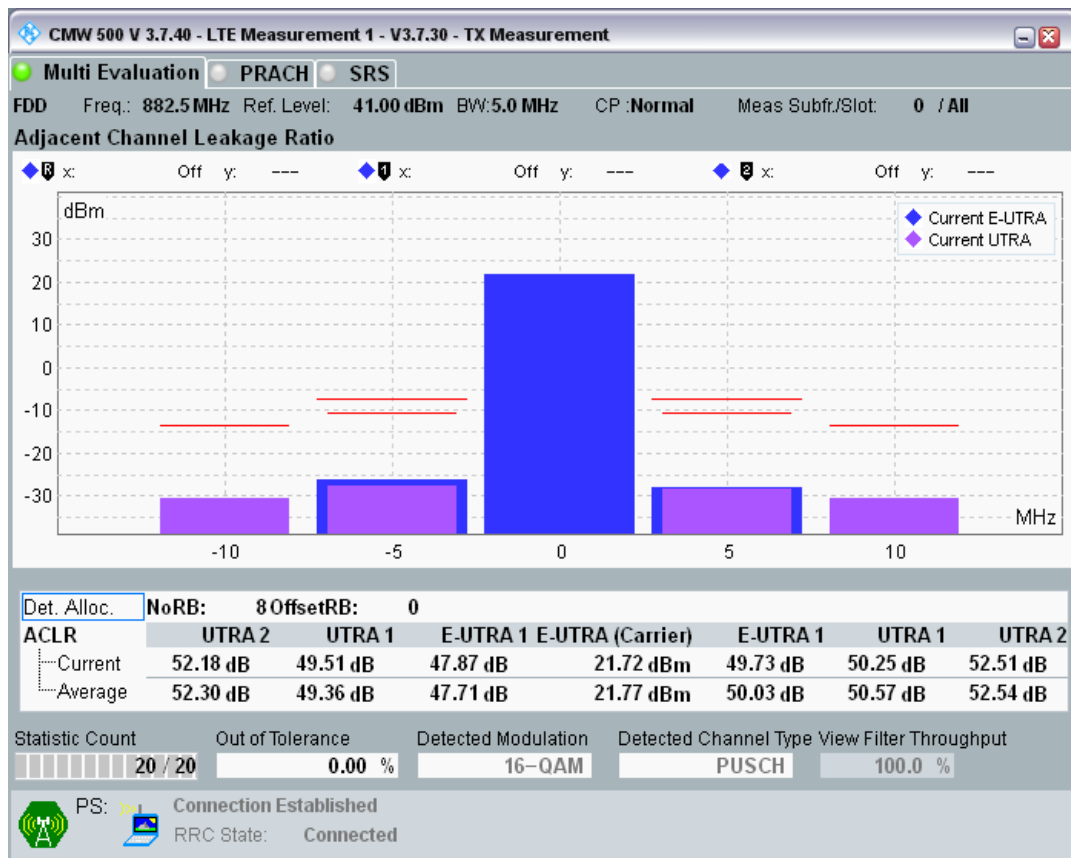 CMW 500 V 3.7.40 - LTE Measurement 1 - V3.7.30 - TX Measurement
Multi Evaluation PRACH SRS
FDD Freq.: 882.5 MHz Ref. Level: 41.00 dBm BW:5.0 MHz CP :Normal Meas Subfr./Slot: 0 / All
Adjacent Channel Leakage Ratio
R x: Off y: --- 1 x: Off y: --- 2 x: Off y: ---
dBm
Current E-UTRA
Current UTRA
30
20
10
0
-10
-20
-30
MHz
-10 -5 0 5 10
Det. Alloc. NoRB: 8 OffsetRB: 0
ACLR UTRA 2 UTRA 1 E-UTRA 1 E-UTRA (Carrier) E-UTRA 1 UTRA 1 UTRA 2
Current 52.18 dB 49.51 dB 47.87 dB 21.72 dBm 49.73 dB 50.25 dB 52.51 dB
Average 52.30 dB 49.36 dB 47.71 dB 21.77 dBm 50.03 dB 50.57 dB 52.54 dB
Statistic Count Out of Tolerance Detected Modulation Detected Channel Type View Filter Throughput
20 / 20 0.00 % 16-QAM PUSCH 100.0 %
PS: Connection Established
RRC State: Connected